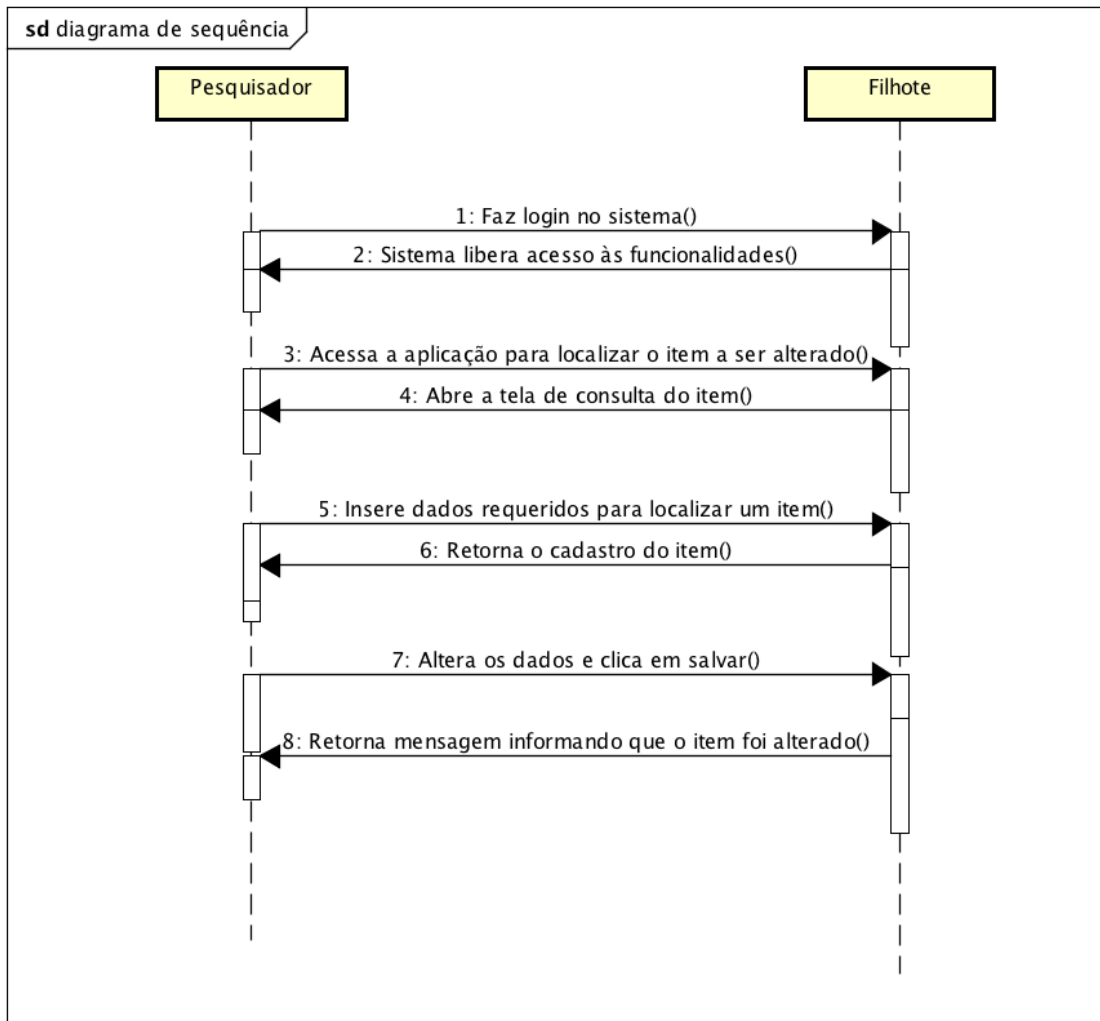 sd diagrama de sequência
Pesquisador
Filhote
1: Faz login no sistema()
2: Sistema libera acesso às funcionalidades()
3: Acessa a aplicação para localizar o item a ser alterado()
4: Abre a tela de consulta do item()
5: Insere dados requeridos para localizar um item()
6: Retorna o cadastro do item()
7: Altera os dados e clica em salvar()
8: Retorna mensagem informando que o item foi alterado()